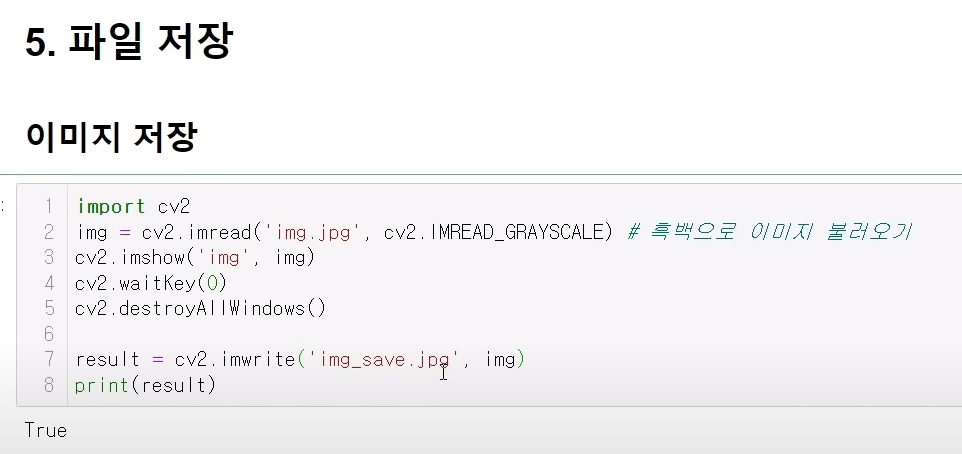 5. 파일 저장
이미지 저장
:
1 import cv2
2 img = cv2.imread('img.jpg', cv2.IMREAD_GRAYSCALE) # 흑백으로 이미지 불러오기
3 cv2.imshow('img', img)
4 cv2.waitKey(0)
5 cv2.destroyAllWindows()
6
7 result = cv2.imwrite('img_save.jpg', img)
8 print(result)
True